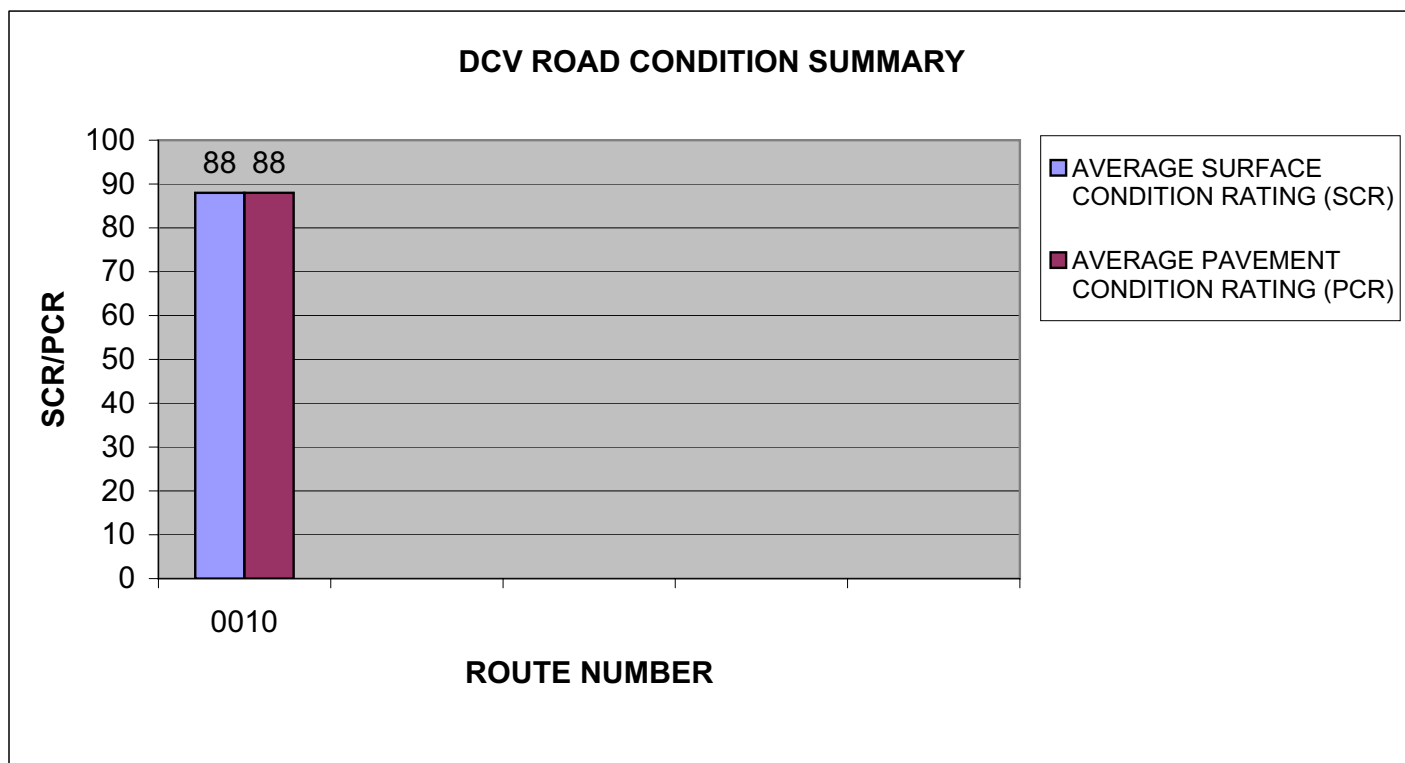 DCV ROAD CONDITION SUMMARY
100
90
80
70
60
50
40
30
20
10
0
SCR/PCR
88 88
0010
ROUTE NUMBER
AVERAGE SURFACE
CONDITION RATING (SCR)
AVERAGE PAVEMENT
CONDITION RATING (PCR)